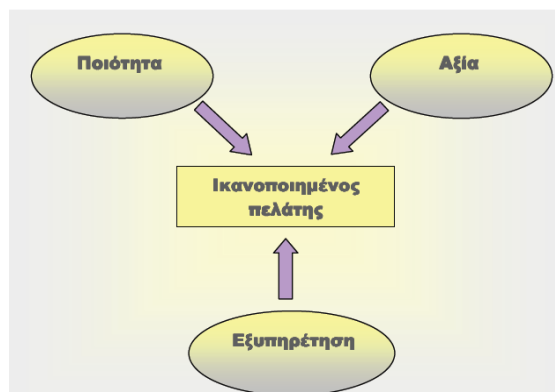 Ποιότητα
Αξία
Ικανοποιημένος
πελάτης
Εξυπηρέτηση